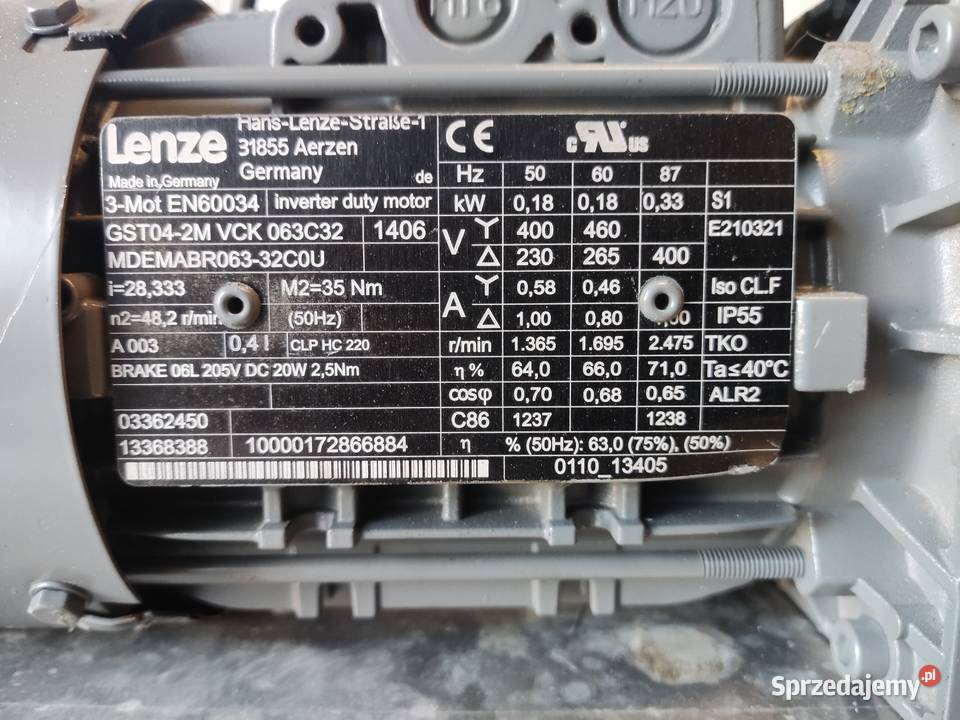 M20
Lenze
Hans-Lenze-Straße-1
31855 Aerzen
Germany
Made in Germany de
CE c US
Hz 50 60 87
3-Mot EN60034 inverter duty motor kW 0,18 0,18 0,33 S1
GST04-2M VCK 063C32 1406 V Y 400 460 E210321
MDEMABR063-32C0U △ 230 265 400
i=28,333 M2=35 Nm A Y 0,58 0,46 Iso CL.F
n2=48,2 r/min (50Hz) △ 1,00 0,80 IP55
A 003 0,4 l CLP HC 220 r/min 1.365 1.695 2.475 TKO
BRAKE 06L 205V DC 20W 2,5Nm η % 64,0 66,0 71,0 Ta≤40°C
cosφ 0,70 0,68 0,65 ALR2
03362450 C86 1237 1238
13368388 10000172866884 η % (50Hz): 63,0 (75%), (50%)
0110_13405
Sprzedajemy.pl